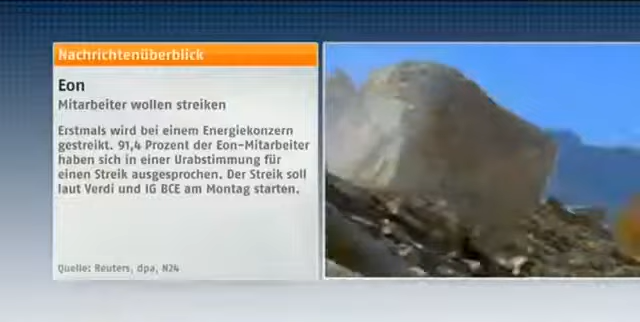 Nachrichtenüberblick
Eon
Mitarbeiter wollen streiken
Erstmals wird bei einem Energiekonzern
gestreikt. 91,4 Prozent der Eon-Mitarbeiter
haben sich in einer Urabstimmung für
einen Streik ausgesprochen. Der Streik soll
laut Verdi und IG BCE am Montag starten.
Quelle: Reuters, dpa, N24